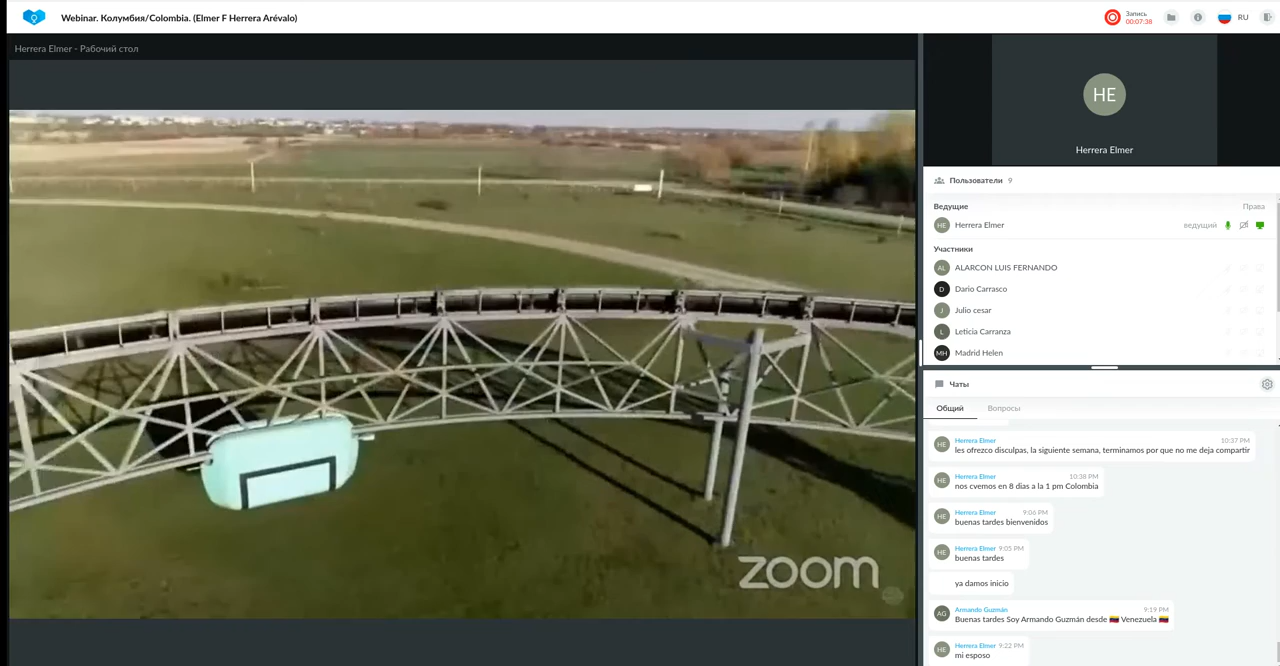 Webinar. Колумбия/Colombia. (Elmer F Herrera Arévalo)
Запись
00:07:38
RU
Herrera Elmer - Рабочий стол
zoom
HE
Herrera Elmer
Пользователи 9
Ведущие Права
HE Herrera Elmer ведущий
Участники
AL ALARCON LUIS FERNANDO
D Dario Carrasco
J Julio cesar
L Leticia Carranza
MH Madrid Helen
Чаты
Общий Вопросы
HE Herrera Elmer 10:37 PM
les ofrezco disculpas, la siguiente semana, terminamos por que no me deja compartir
HE Herrera Elmer 10:38 PM
nos cvemos en 8 dias a la 1 pm Colombia
HE Herrera Elmer 9:06 PM
buenas tardes bienvenidos
HE Herrera Elmer 9:05 PM
buenas tardes
ya damos inicio
AG Armando Guzmán 9:19 PM
Buenas tardes Soy Armando Guzmán desde 🇻🇪 Venezuela 🇻🇪
HE Herrera Elmer 9:22 PM
mi esposo